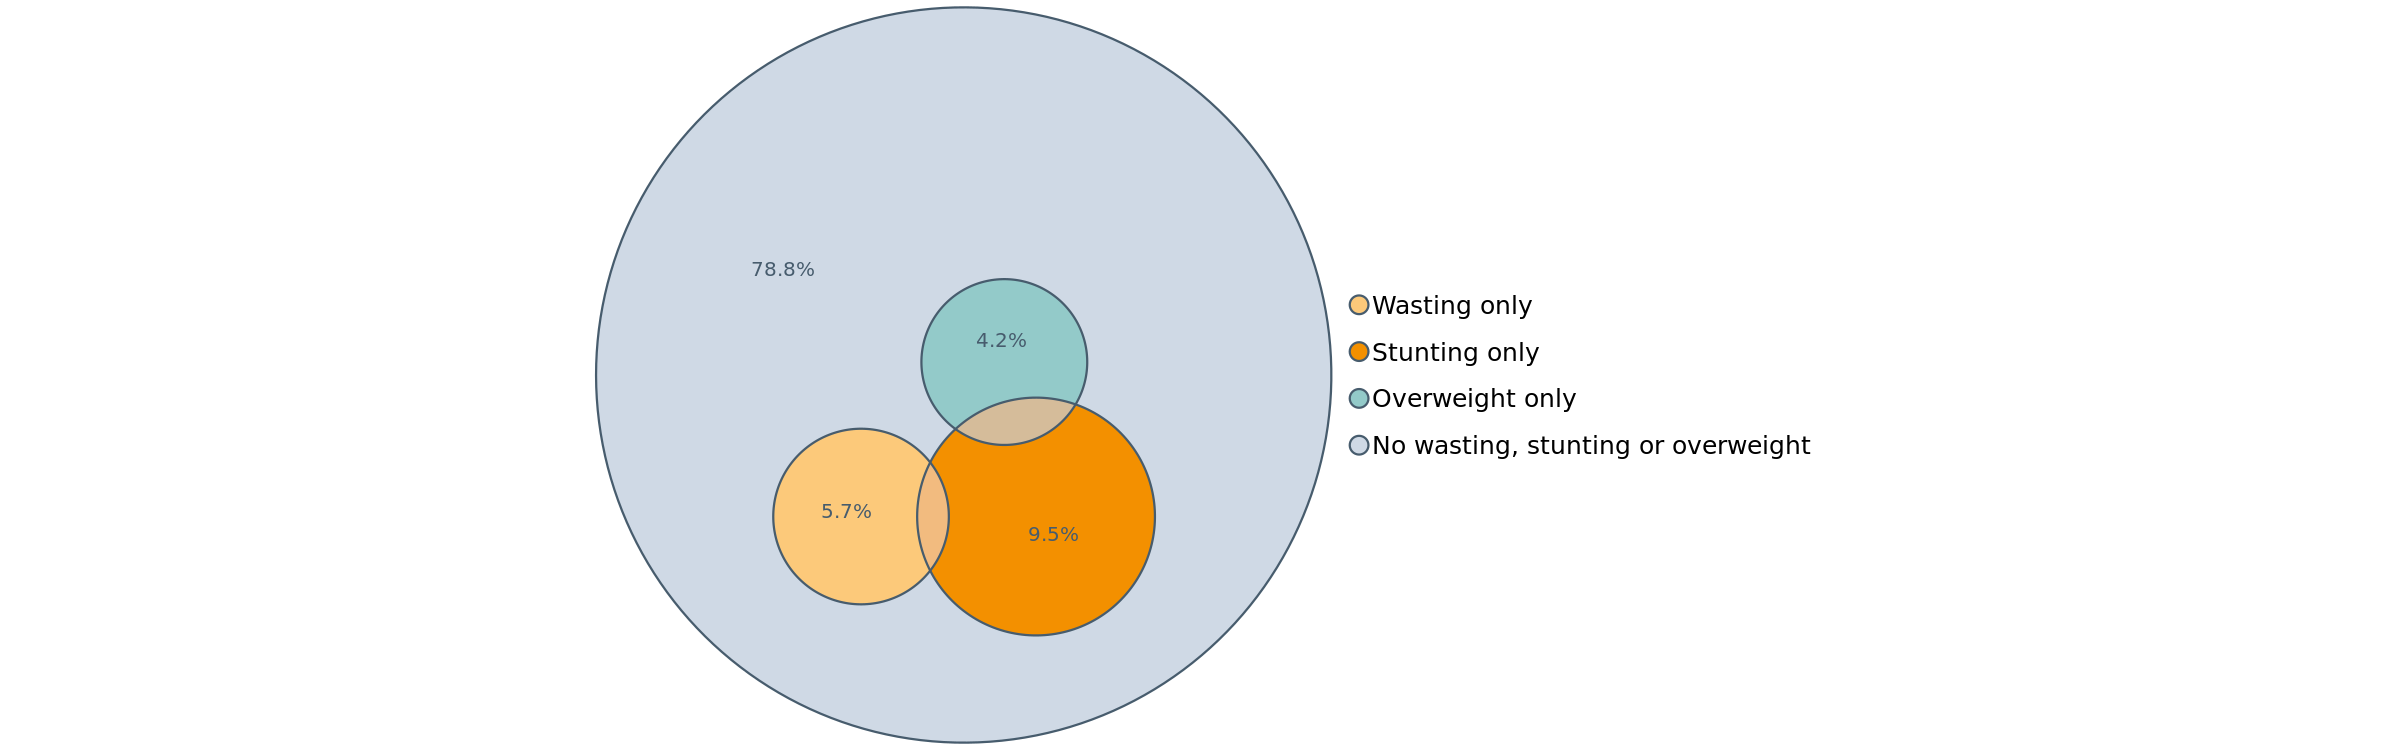 78.8%
4.2%
5.7%
9.5%
Wasting only
Stunting only
Overweight only
No wasting, stunting or overweight